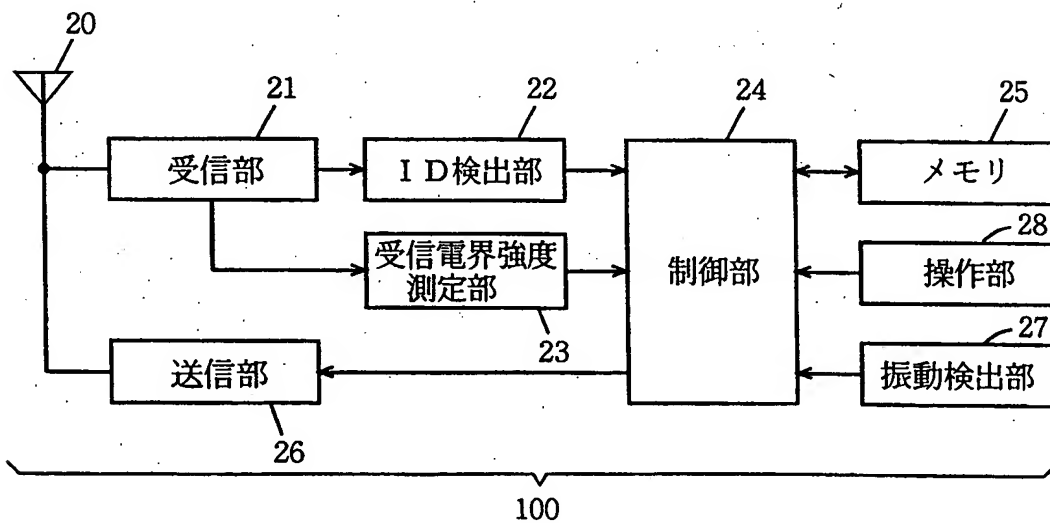 20
21
22
24
25
受信部
ID検出部
メモリ
28
受信電界強度
測定部
制御部
操作部
23
27
送信部
振動検出部
26
100